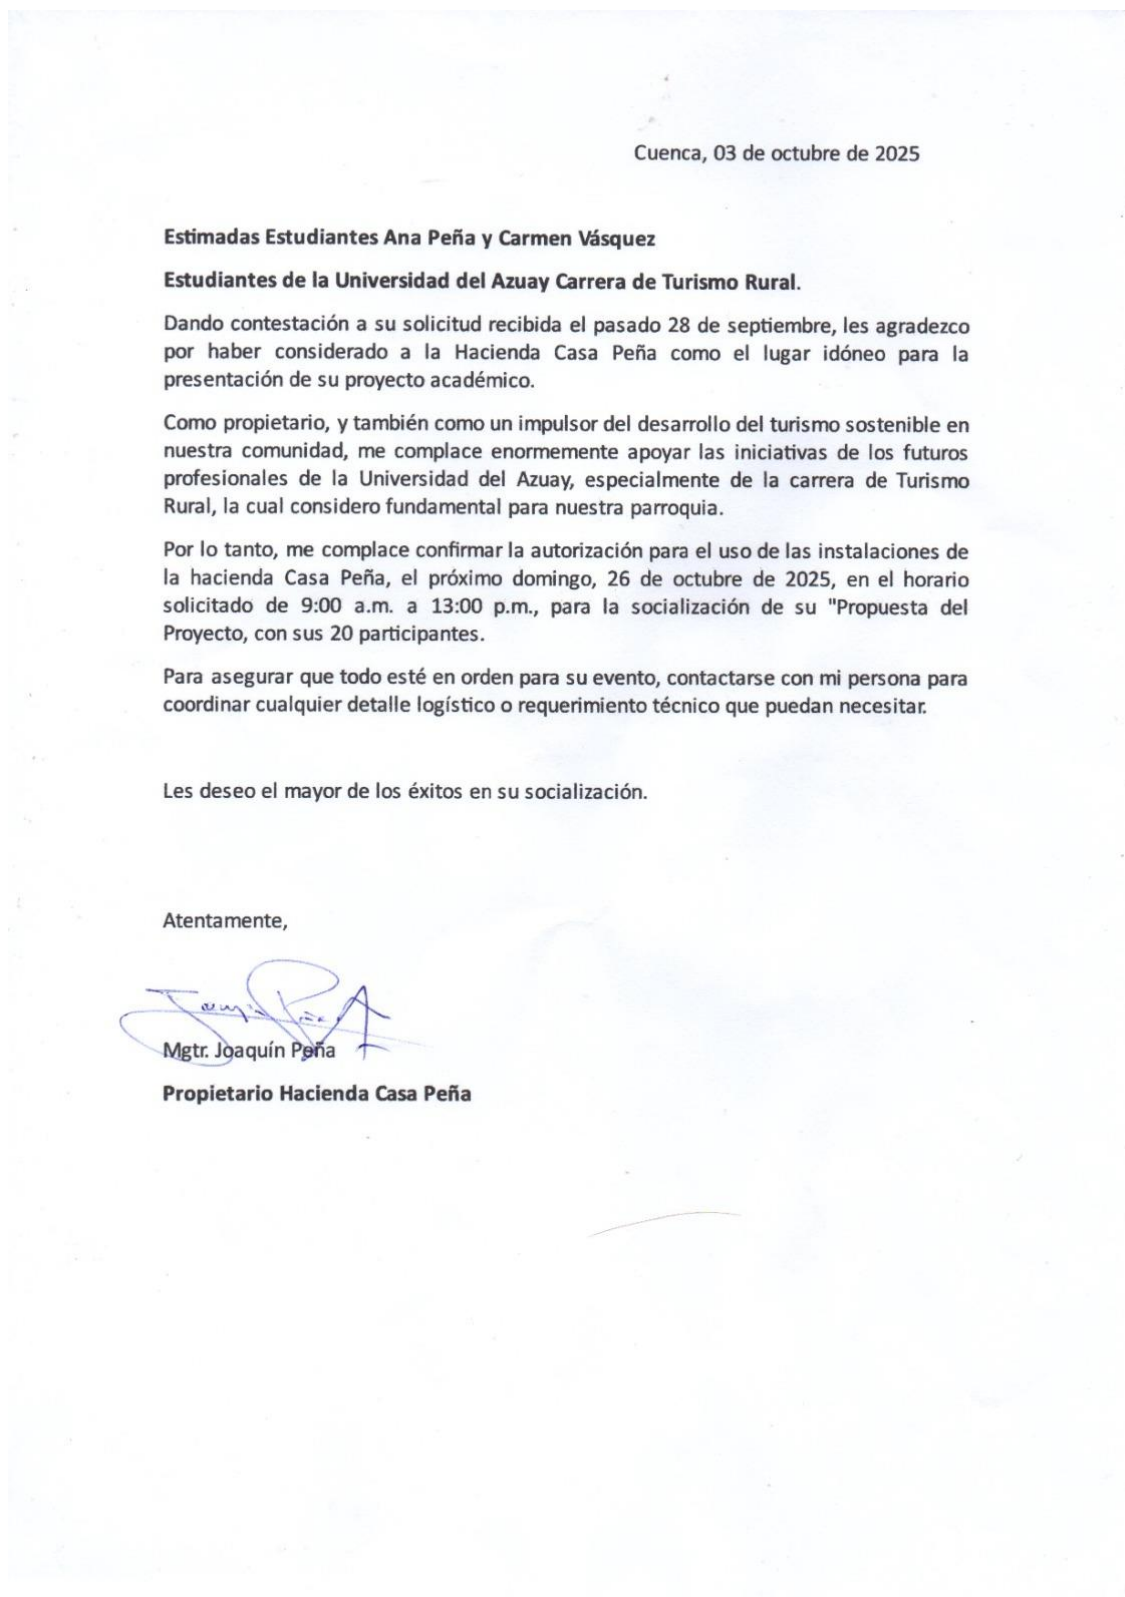 Cuenca, 03 de octubre de 2025
Estimadas Estudiantes Ana Peña y Carmen Vásquez
Estudiantes de la Universidad del Azuay Carrera de Turismo Rural.
Dando contestación a su solicitud recibida el pasado 28 de septiembre, les agradezco
por haber considerado a la Hacienda Casa Peña como el lugar idóneo para la
presentación de su proyecto académico.
Como propietario, y también como un impulsor del desarrollo del turismo sostenible en
nuestra comunidad, me complace enormemente apoyar las iniciativas de los futuros
profesionales de la Universidad del Azuay, especialmente de la carrera de Turismo
Rural, la cual considero fundamental para nuestra parroquia.
Por lo tanto, me complace confirmar la autorización para el uso de las instalaciones de
la hacienda Casa Peña, el próximo domingo, 26 de octubre de 2025, en el horario
solicitado de 9:00 a.m. a 13:00 p.m., para la socialización de su "Propuesta del
Proyecto, con sus 20 participantes.
Para asegurar que todo esté en orden para su evento, contactarse con mi persona para
coordinar cualquier detalle logístico o requerimiento técnico que puedan necesitar.
Les deseo el mayor de los éxitos en su socialización.
Atentamente,
Mgtr. Joaquín Peña
Propietario Hacienda Casa Peña